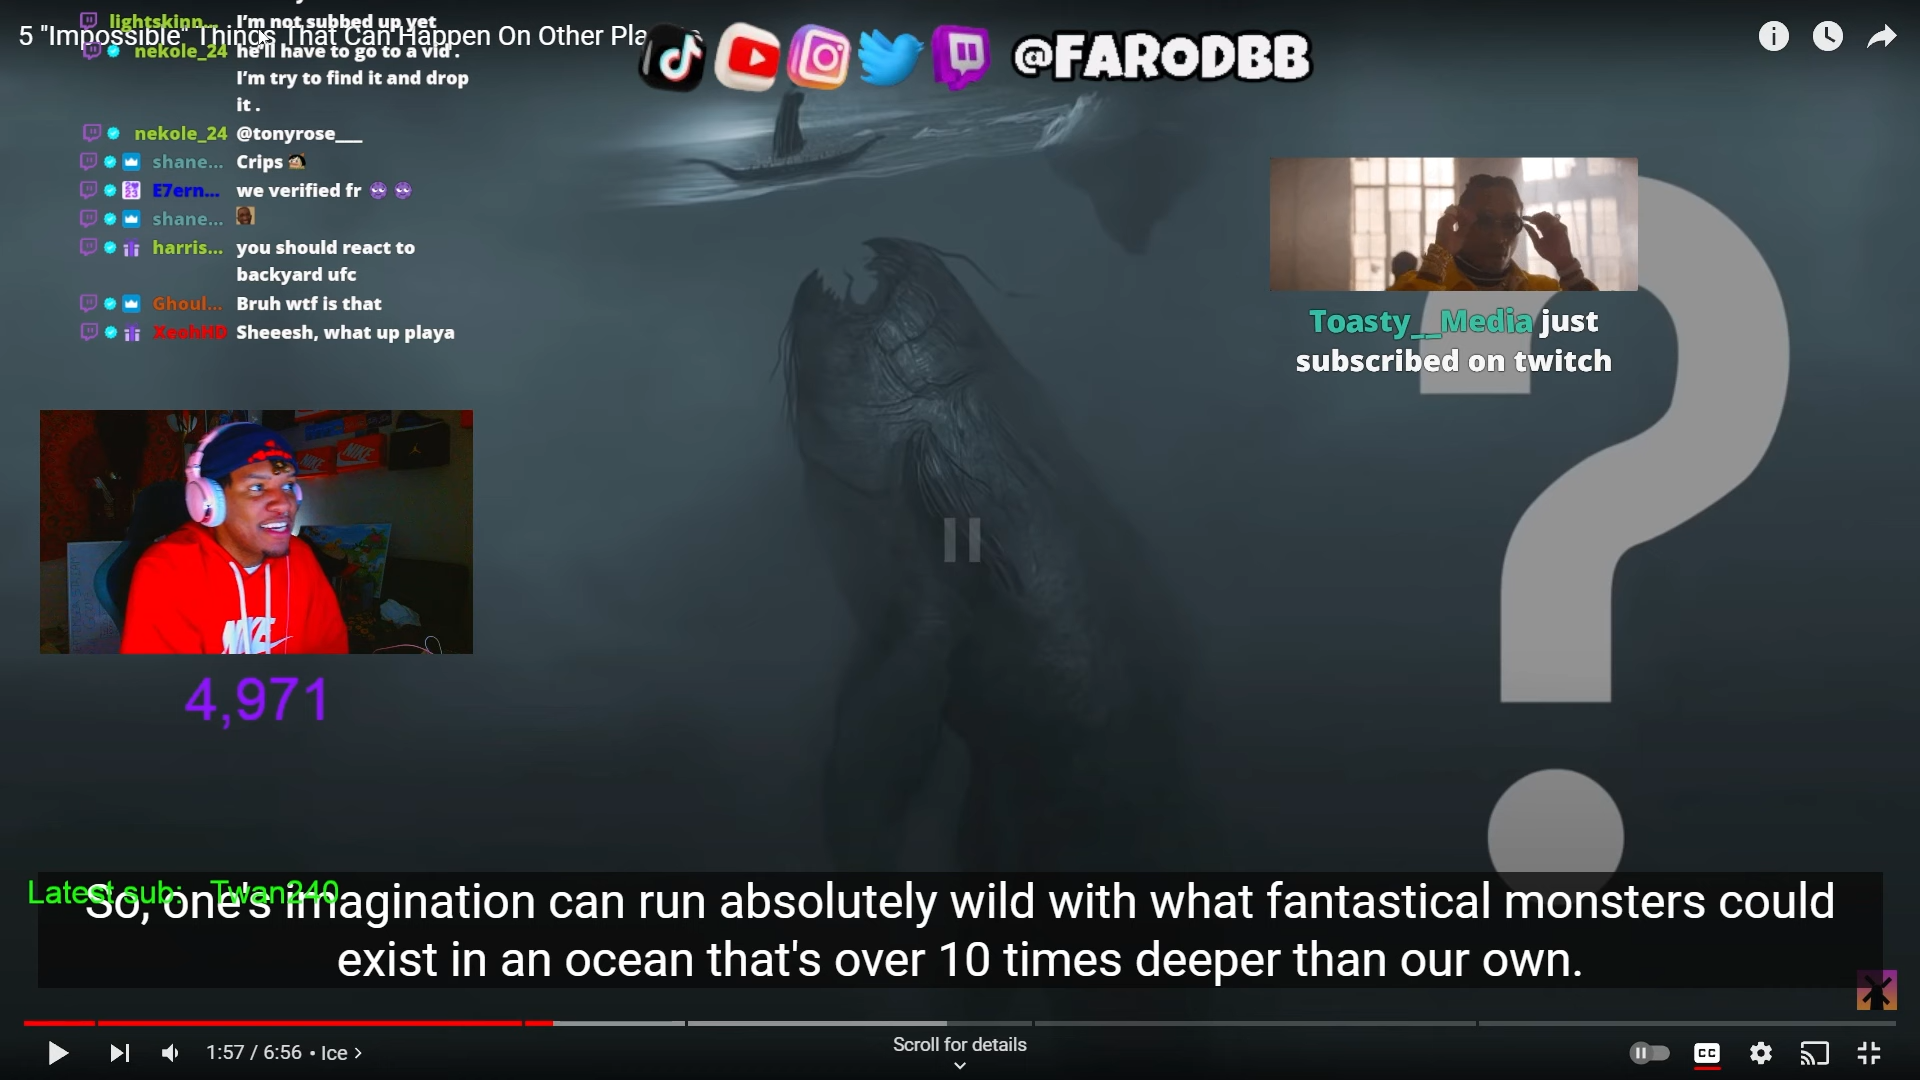 5 "Impossible" Things That Can Happen On Other Pla
@FARODBB
lightskinn... I'm not subbed up yet
nekole_24 he'll have to go to a vid .
I'm try to find it and drop
it .
nekole_24 @tonyrose___
shane... Crips
E7ern... we verified fr
shane...
harris... you should react to
backyard ufc
Ghoul... Bruh wtf is that
XeohHD Sheeesh, what up playa
Toasty__Media just
subscribed on twitch
NIKE
NIKE
NIKE
4,971
Latest sub: Twan240
So, one's imagination can run absolutely wild with what fantastical monsters could
exist in an ocean that's over 10 times deeper than our own.
?
1:57 / 6:56 • Ice >
Scroll for details
CC